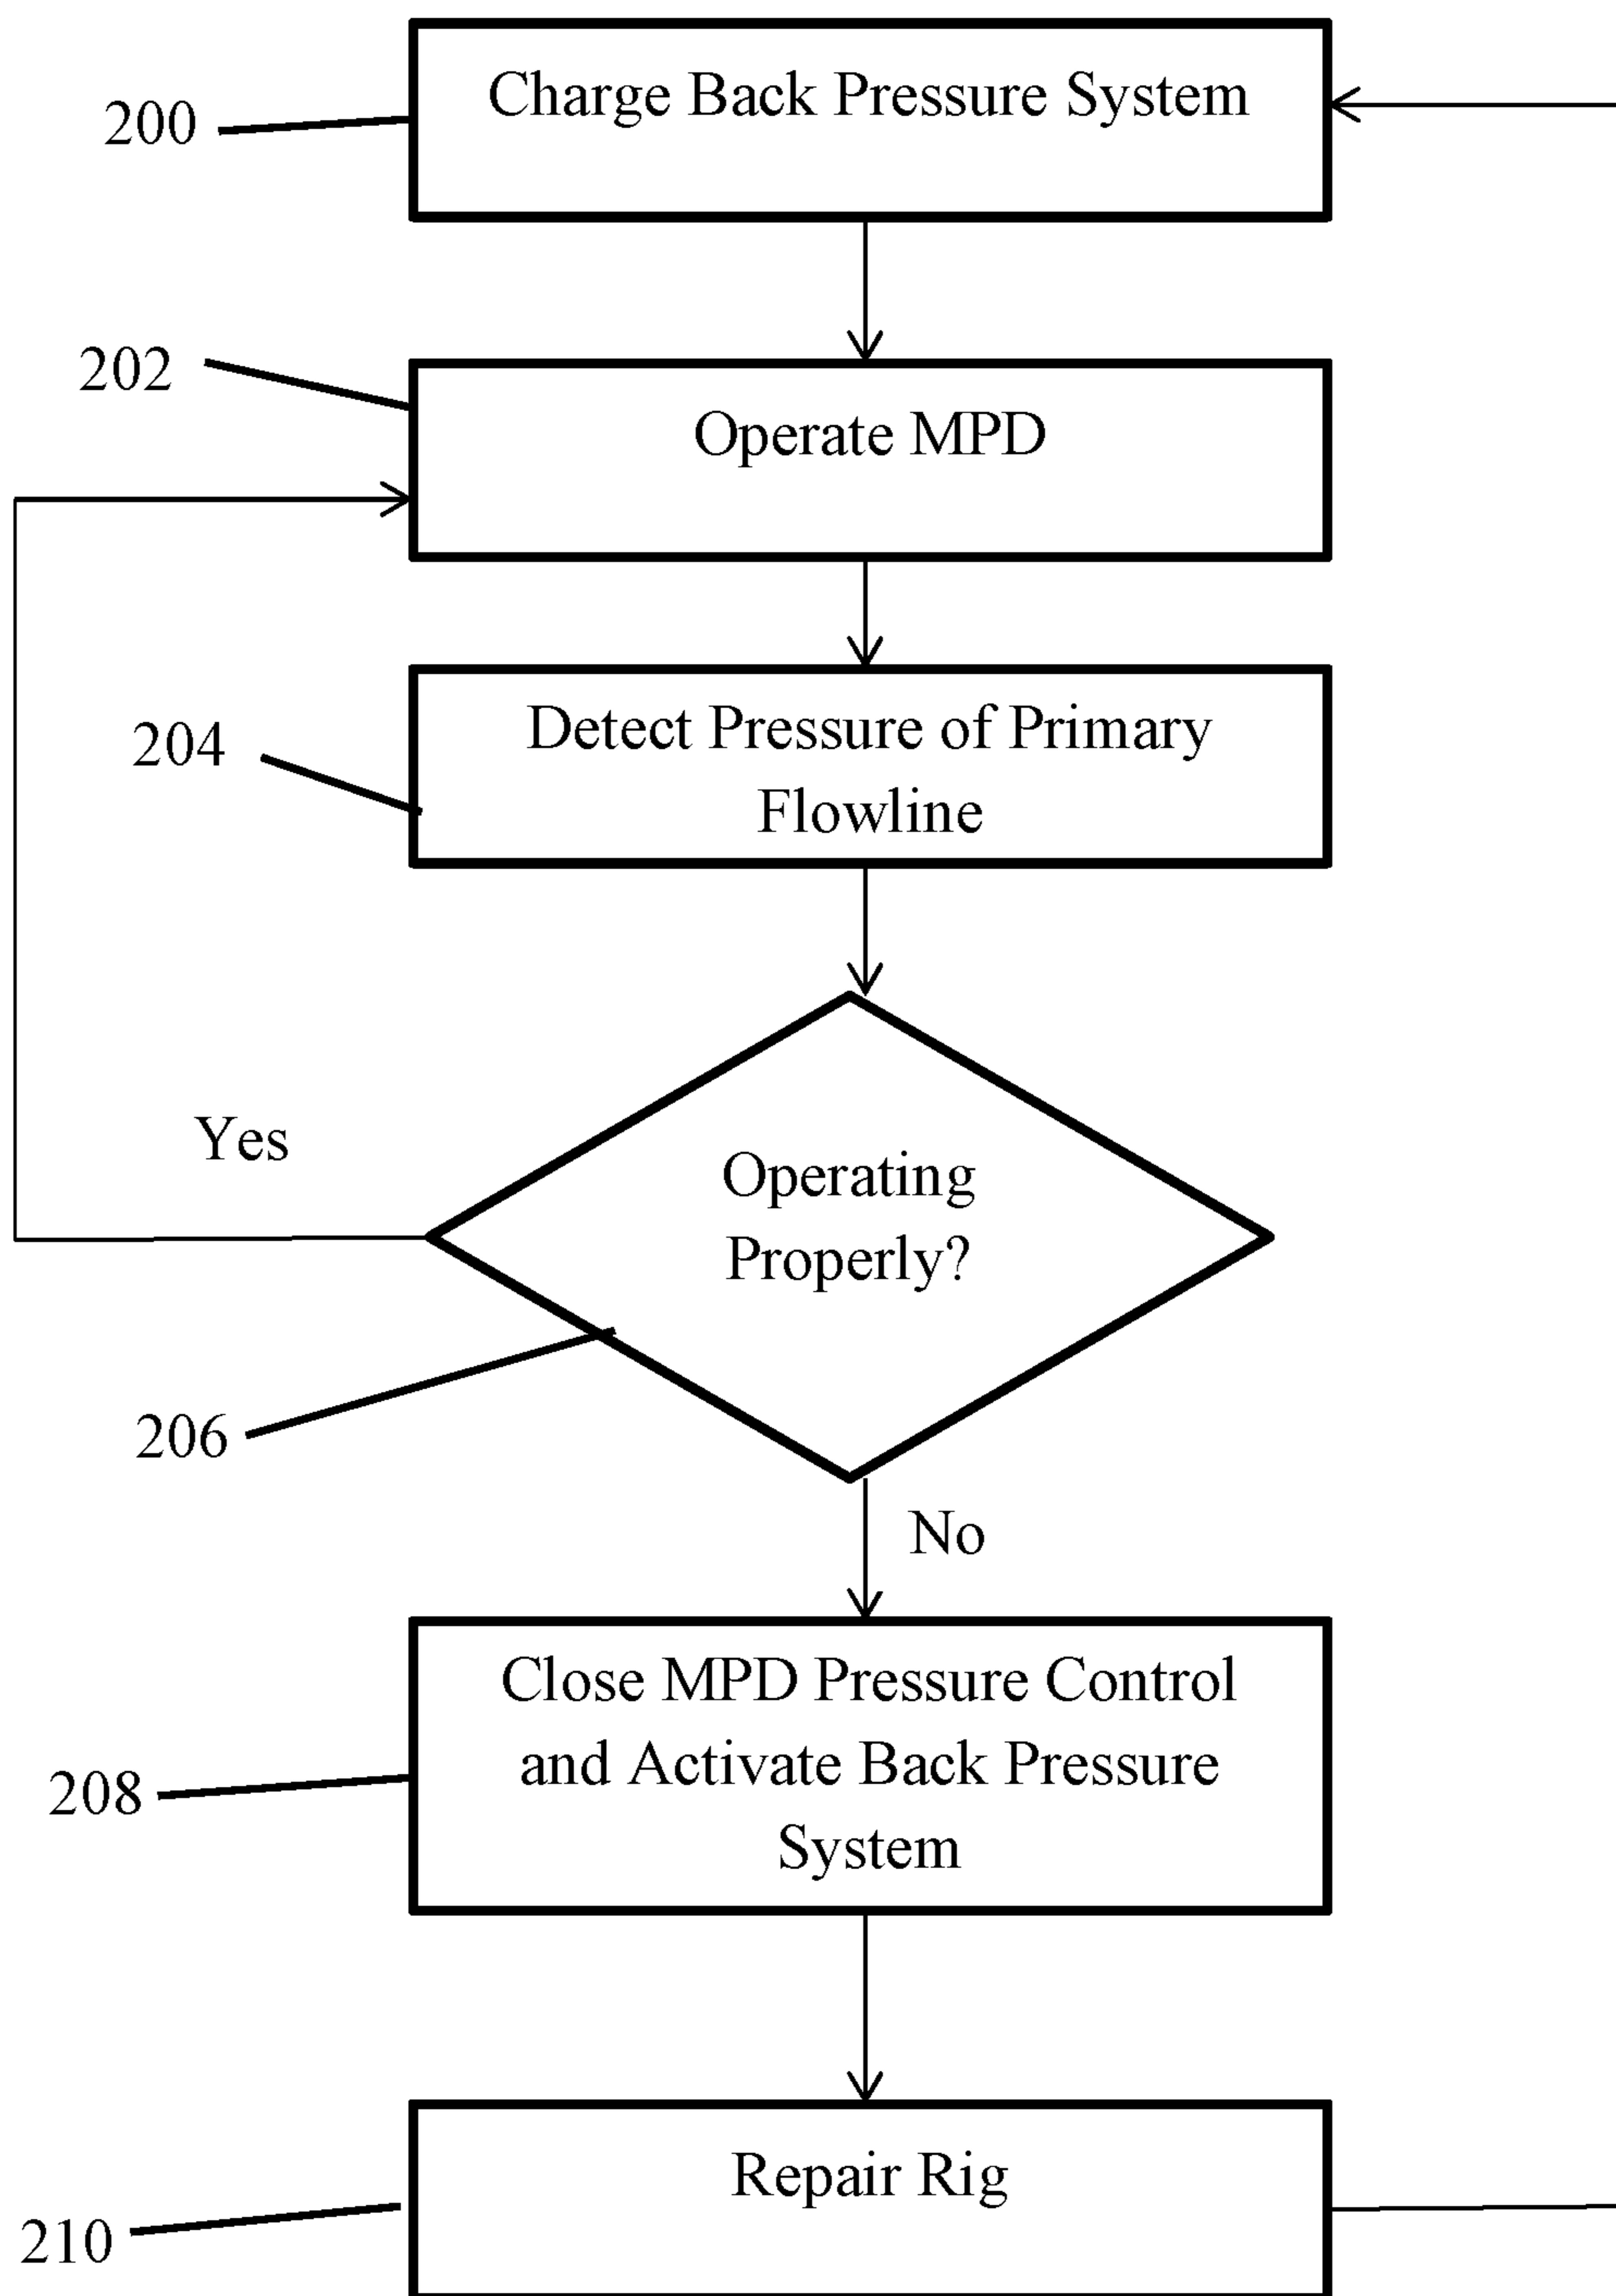 Charge Back Pressure System
200
202
Operate MPD
204
Detect Pressure of Primary
Flowline
Yes
Operating
Properly?
206
No
Close MPD Pressure Control
and Activate Back Pressure
System
208
Repair Rig
210